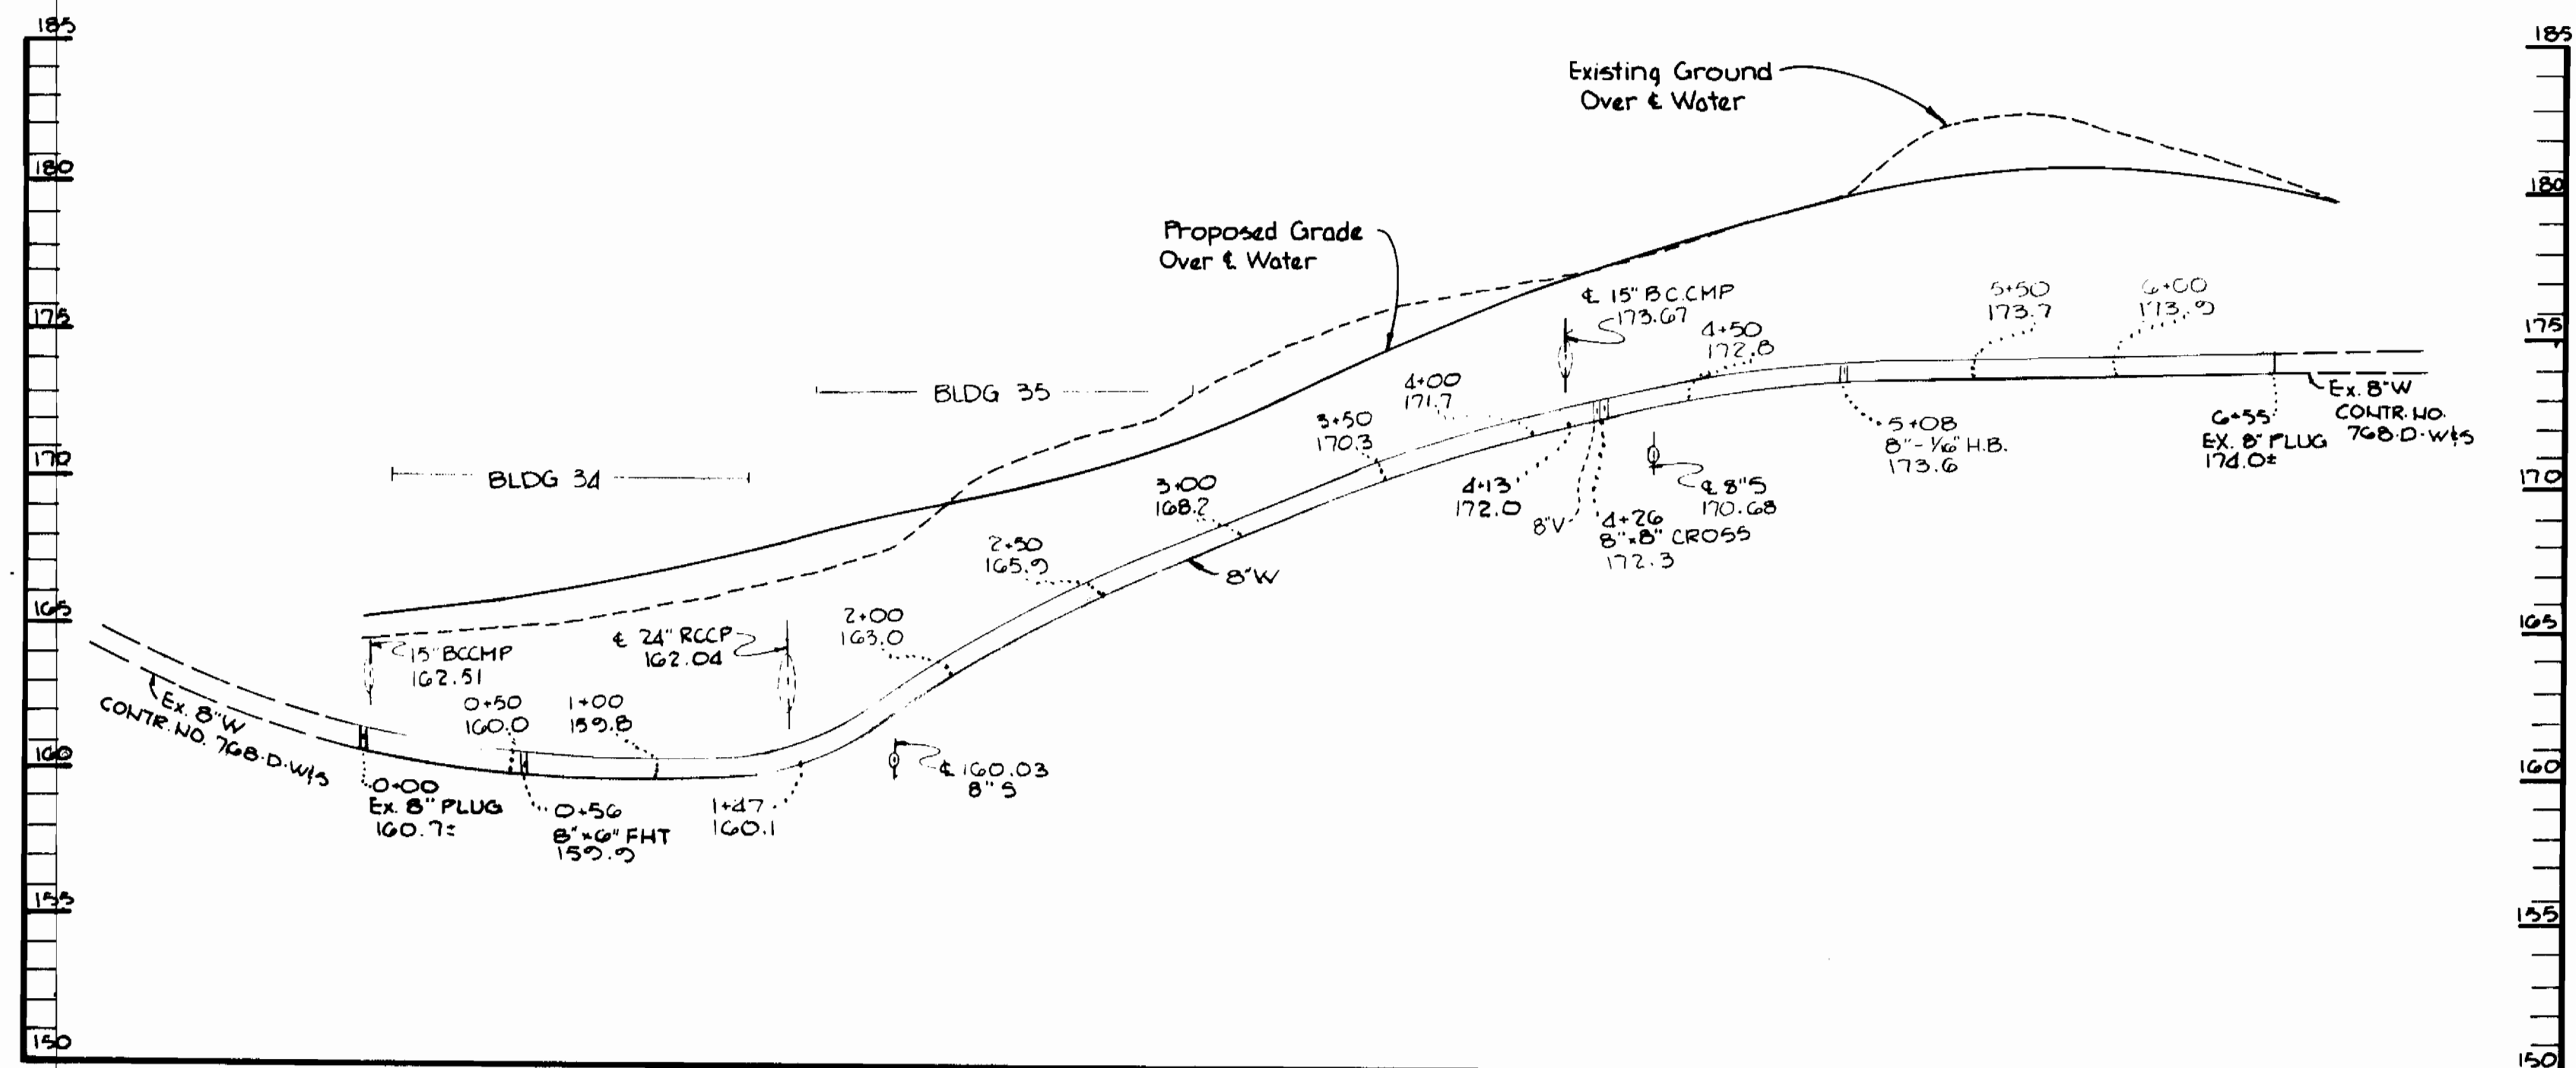 185
180
175
170
165
160
155
150
Existing Ground
Over ℄ Water
Proposed Grade
Over ℄ Water
BLDG 34
BLDG 35
Ex. 8"W
CONTR. NO. 768-D-W&S
15" BCCMP
162.51
0+00
Ex. 8" PLUG
160.7±
0+50
160.0
0+56
8"x6" FHT
159.9
1+00
159.8
℄ 24" RCCP
162.04
1+47
160.1
2+00
163.0
℄ 160.03
8"S
2+50
165.9
3+00
168.2
8"W
3+50
170.3
4+00
171.7
4+13
172.0
℄ 15" B.C.CMP
173.67
8"V
4+26
8"x8" CROSS
172.3
℄ 8"S
170.68
4+50
172.8
5+08
8"-1/16" H.B.
173.6
5+50
173.7
6+00
173.9
6+55
EX. 8" PLUG
174.0±
Ex. 8"W
CONTR. NO.
768-D-W&S
185
180
175
170
165
160
155
150